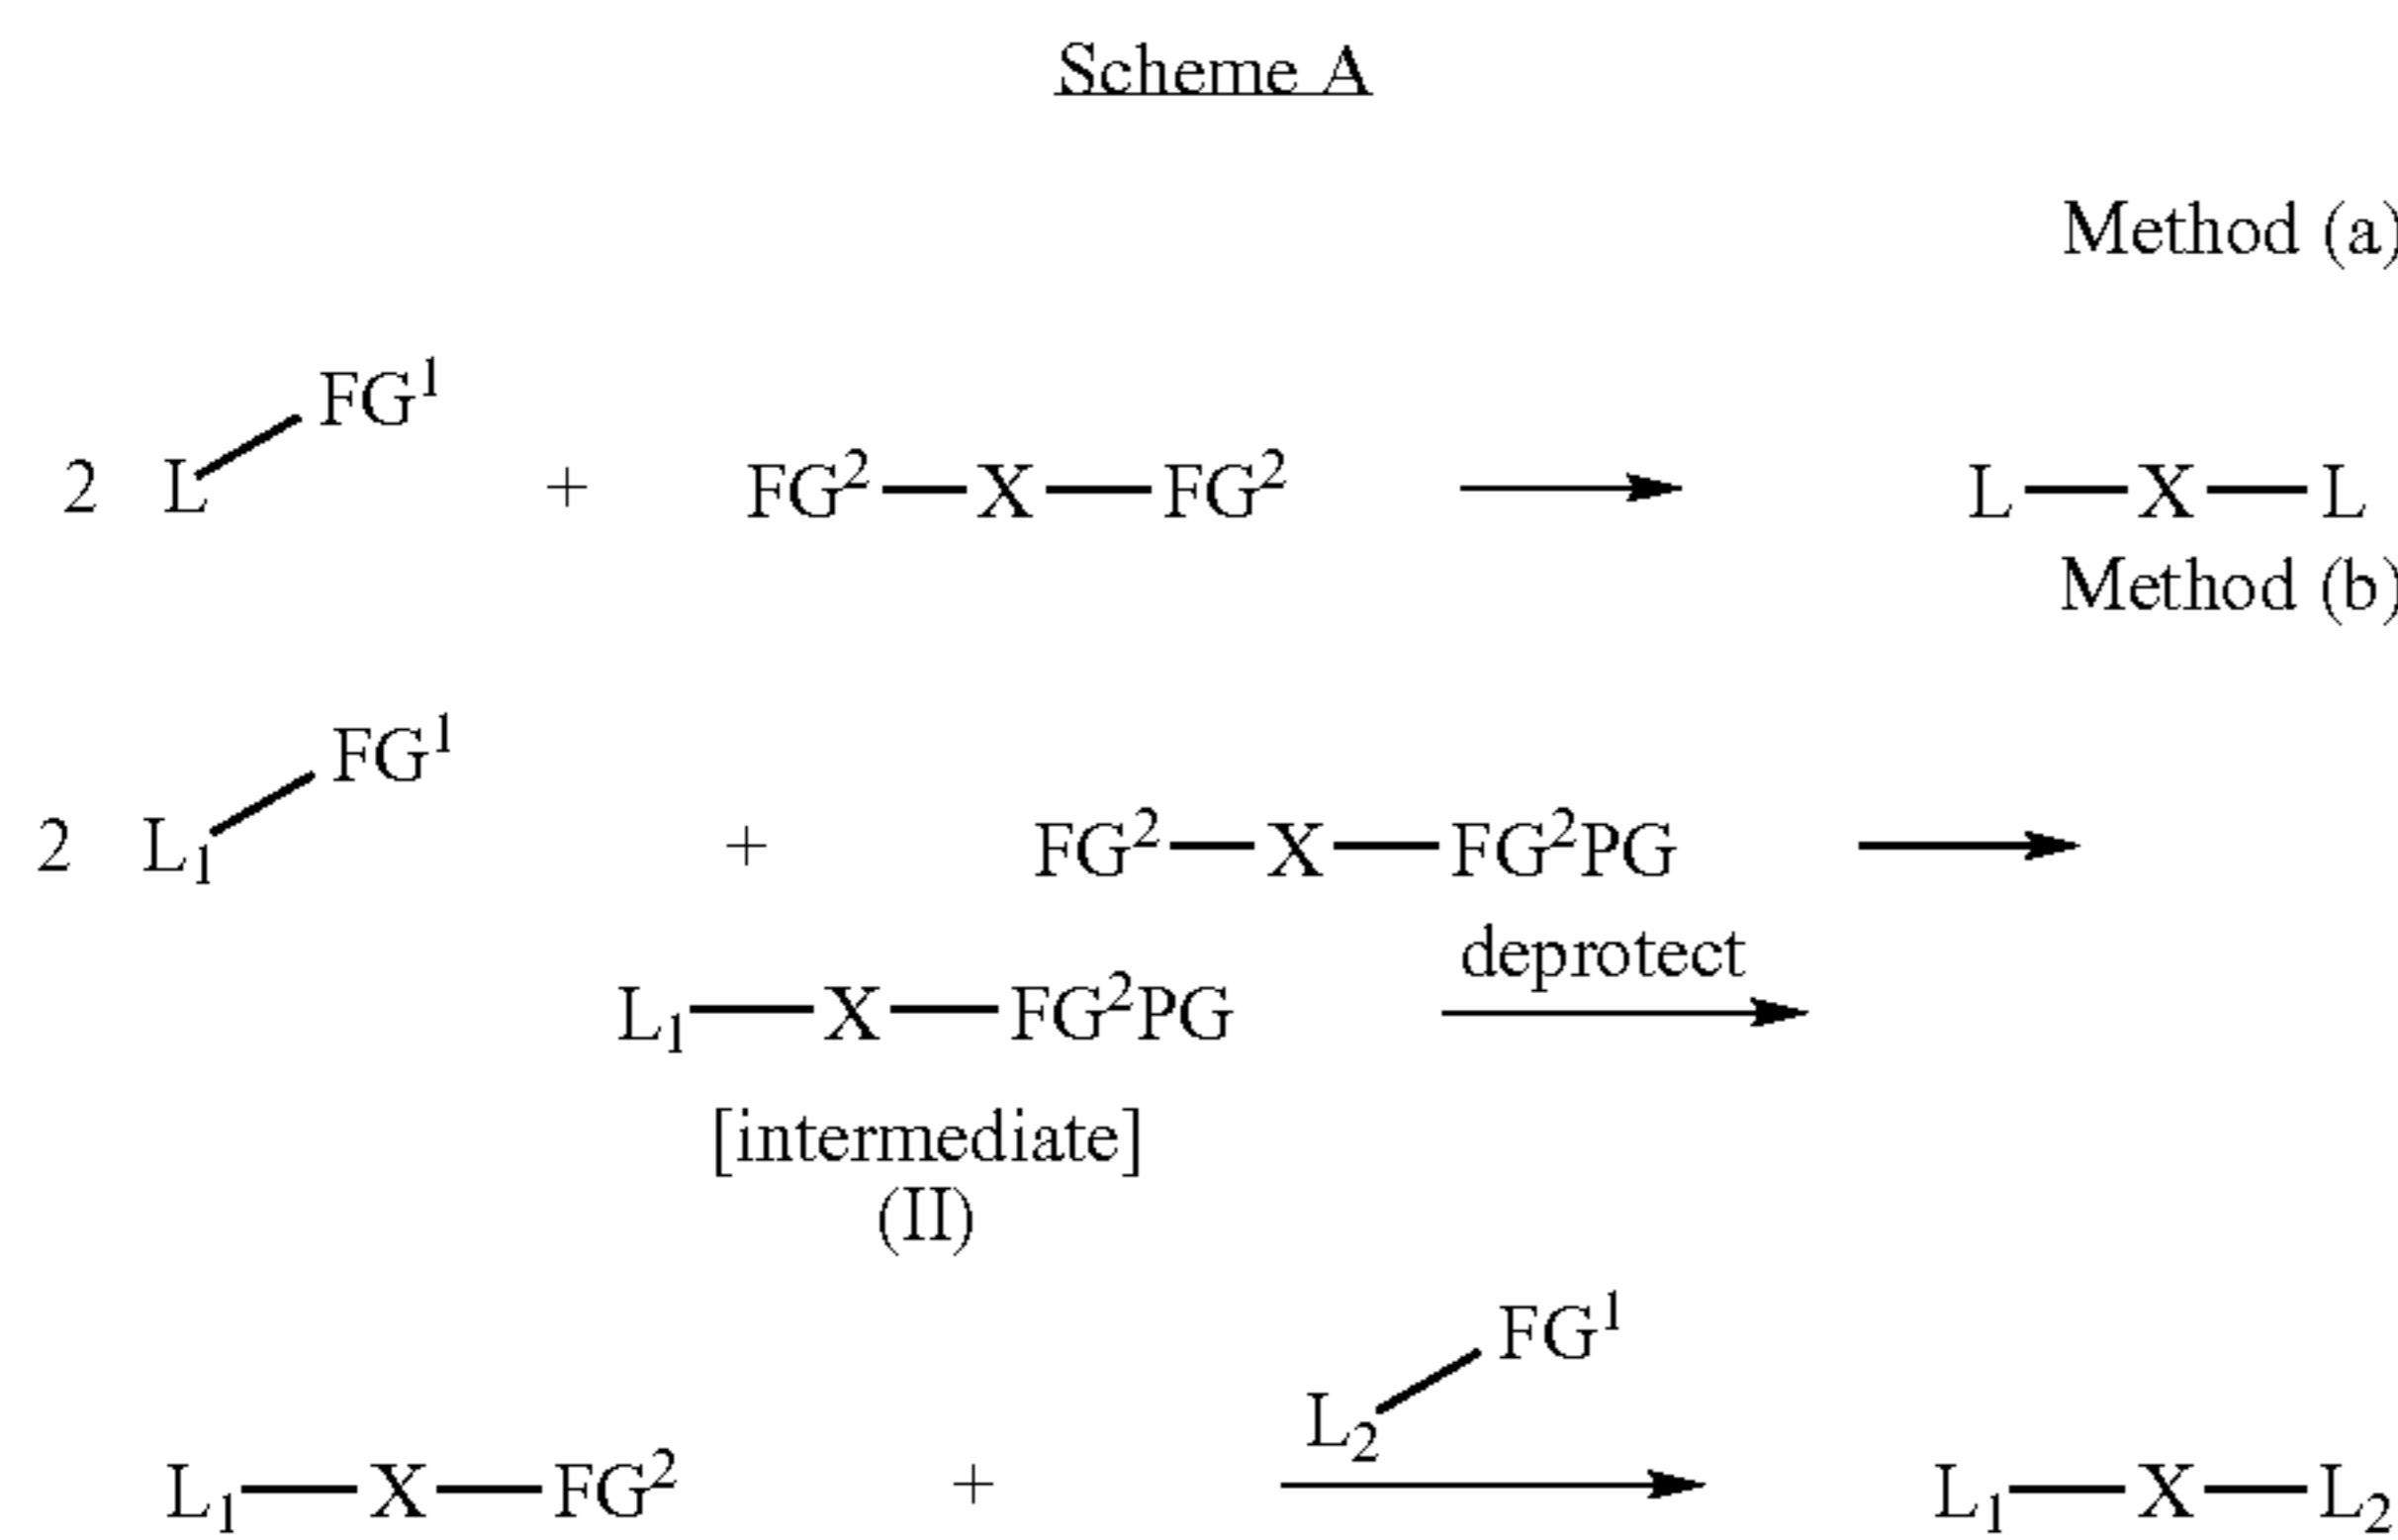 Scheme A
Method (a)
2 L—FG¹ + FG²—X—FG² ⟶ L—X—L
Method (b)
2 L₁—FG¹ + FG²—X—FG²PG ⟶
L₁—X—FG²PG deprotect ⟶
[intermediate]
(II)
L₁—X—FG² + L₂—FG¹ ⟶ L₁—X—L₂